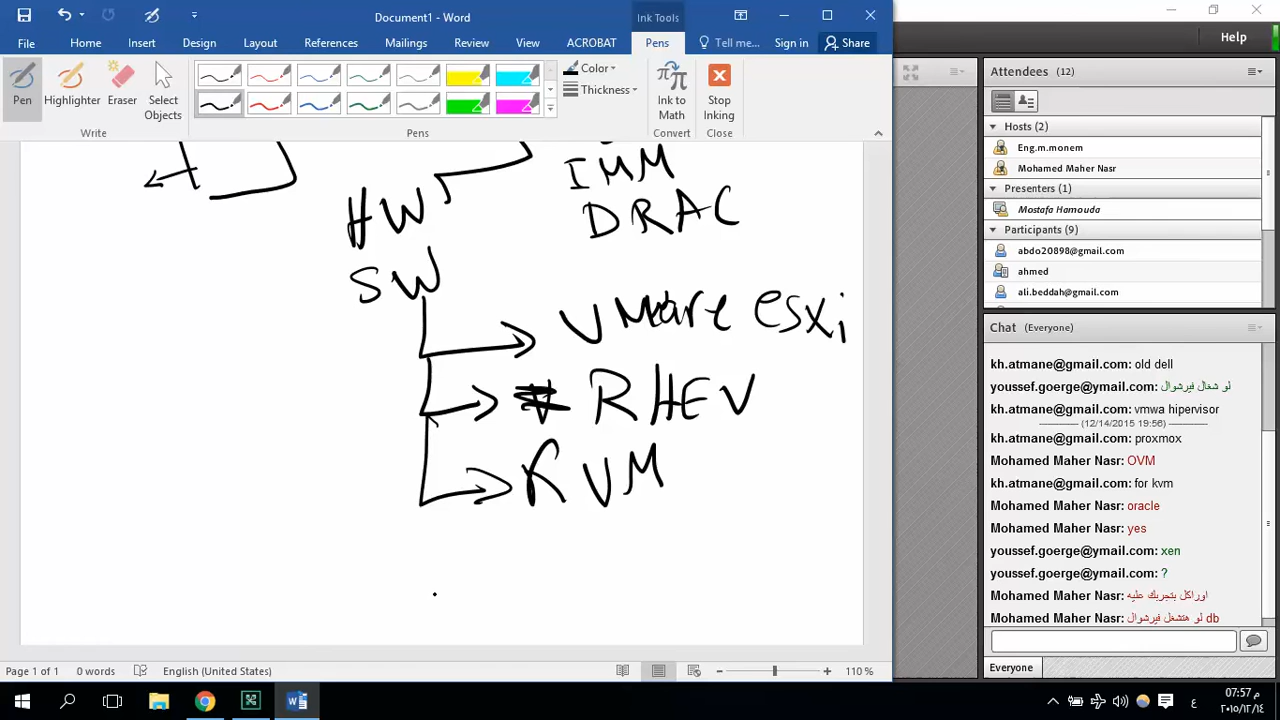 Document1 - Word
Ink Tools
File
Home
Insert
Design
Layout
References
Mailings
Review
View
ACROBAT
Pens
Tell me...
Sign in
Share
Pen
Highlighter
Eraser
Select Objects
Color
Thickness
Ink to Math
Stop Inking
Write
Pens
Convert
Close
IMM
HW
DRAC
SW
VMware esxi
RHEV
KVM
Page 1 of 1
0 words
English (United States)
110 %
Help
Attendees (12)
Hosts (2)
Eng.m.monem
Mohamed Maher Nasr
Presenters (1)
Mostafa Hamouda
Participants (9)
abdo20898@gmail.com
ahmed
ali.beddah@gmail.com
Chat (Everyone)
kh.atmane@gmail.com: old dell
youssef.goerge@ymail.com: لو شغال فيرشوال
kh.atmane@gmail.com: vmwa hipervisor
(12/14/2015 19:56)
kh.atmane@gmail.com: proxmox
Mohamed Maher Nasr: OVM
kh.atmane@gmail.com: for kvm
Mohamed Maher Nasr: oracle
Mohamed Maher Nasr: yes
youssef.goerge@ymail.com: xen
youssef.goerge@ymail.com: ?
Mohamed Maher Nasr: اوراكل بتجربك عليه
Mohamed Maher Nasr: لو هتشغل فيرشوال db
Everyone
ع
07:57 م
٢٠١٥/١٢/١٤